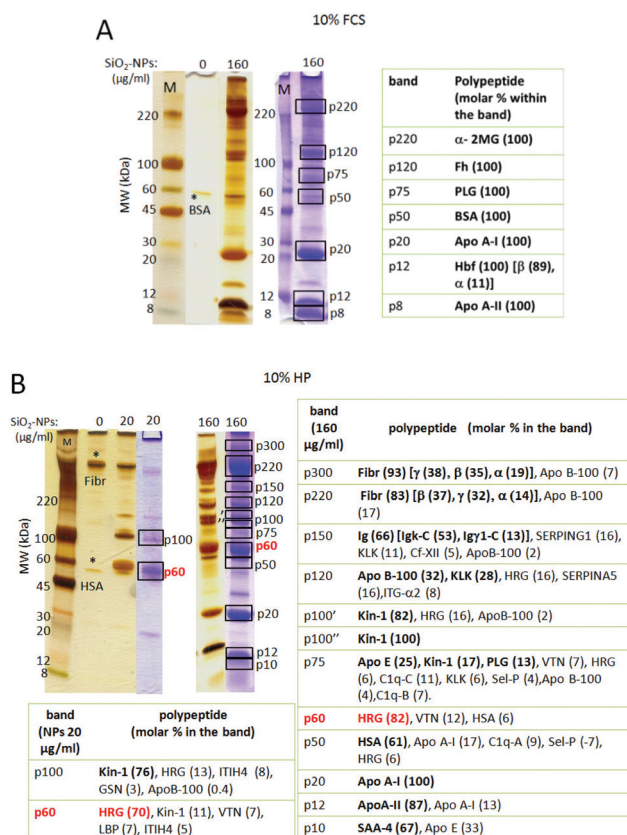 10% FCS
A
SiO₂-NPs: 0 160 160
(μg/ml)
M M
MW (kDa)
220
100
60
45
30
20
12
8
*
BSA
220
100
60
45
30
20
12
8
p220
p120
p75
p50
p20
p12
p8
band Polypeptide
(molar % within
the band)
p220 α- 2MG (100)
p120 Fh (100)
p75 PLG (100)
p50 BSA (100)
p20 Apo A-I (100)
p12 Hbf (100) [β (89),
α (11)]
p8 Apo A-II (100)
B
10% HP
SiO₂-NPs: 0 20 20 160 160
(μg/ml)
M
MW (kDa)
220
100
60
45
30
20
12
8
*
Fibr
*
HSA
p100
p60
p300
p220
p150
p120
' p100
''
p75
p60
p50
p20
p12
p10
band
(160
μg/ml)
polypeptide (molar % in the band)
p300 Fibr (93) [γ (38), β (35), α (19)], Apo B-100 (7)
p220 Fibr (83) [β (37), γ (32), α (14)], Apo B-100
(17)
p150 Ig (66) [Igk-C (53), Igy1-C (13)], SERPING1 (16),
KLK (11), Cf-XII (5), ApoB-100 (2)
p120 Apo B-100 (32), KLK (28), HRG (16), SERPINA5
(16),ITG-α2 (8)
p100' Kin-1 (82), HRG (16), ApoB-100 (2)
p100'' Kin-1 (100)
p75 Apo E (25), Kin-1 (17), PLG (13), VTN (7), HRG
(6), C1q-C (11), KLK (6), Sel-P (4),Apo B-100
(4),C1q-B (7).
p60 HRG (82), VTN (12), HSA (6)
p50 HSA (61), Apo A-I (17), C1q-A (9), Sel-P (-7),
HRG (6)
p20 Apo A-I (100)
p12 ApoA-II (87), Apo A-I (13)
p10 SAA-4 (67), Apo E (33)
band
(NPs 20
μg/ml)
polypeptide
(molar % in the band)
p100 Kin-1 (76), HRG (13), ITIH4 (8),
GSN (3), ApoB-100 (0.4)
p60 HRG (70), Kin-1 (11), VTN (7),
LBP (7), ITIH4 (5)